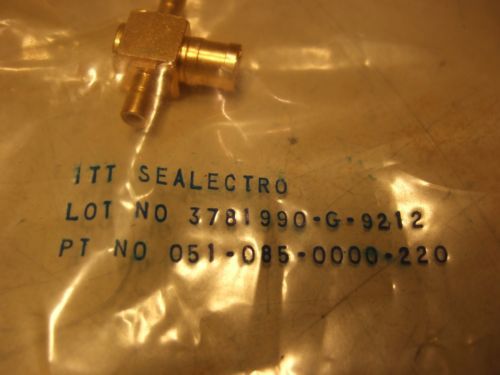 ITT SEALECTRO
LOT NO 3781990-G-9212
PT NO 051-085-0000-220